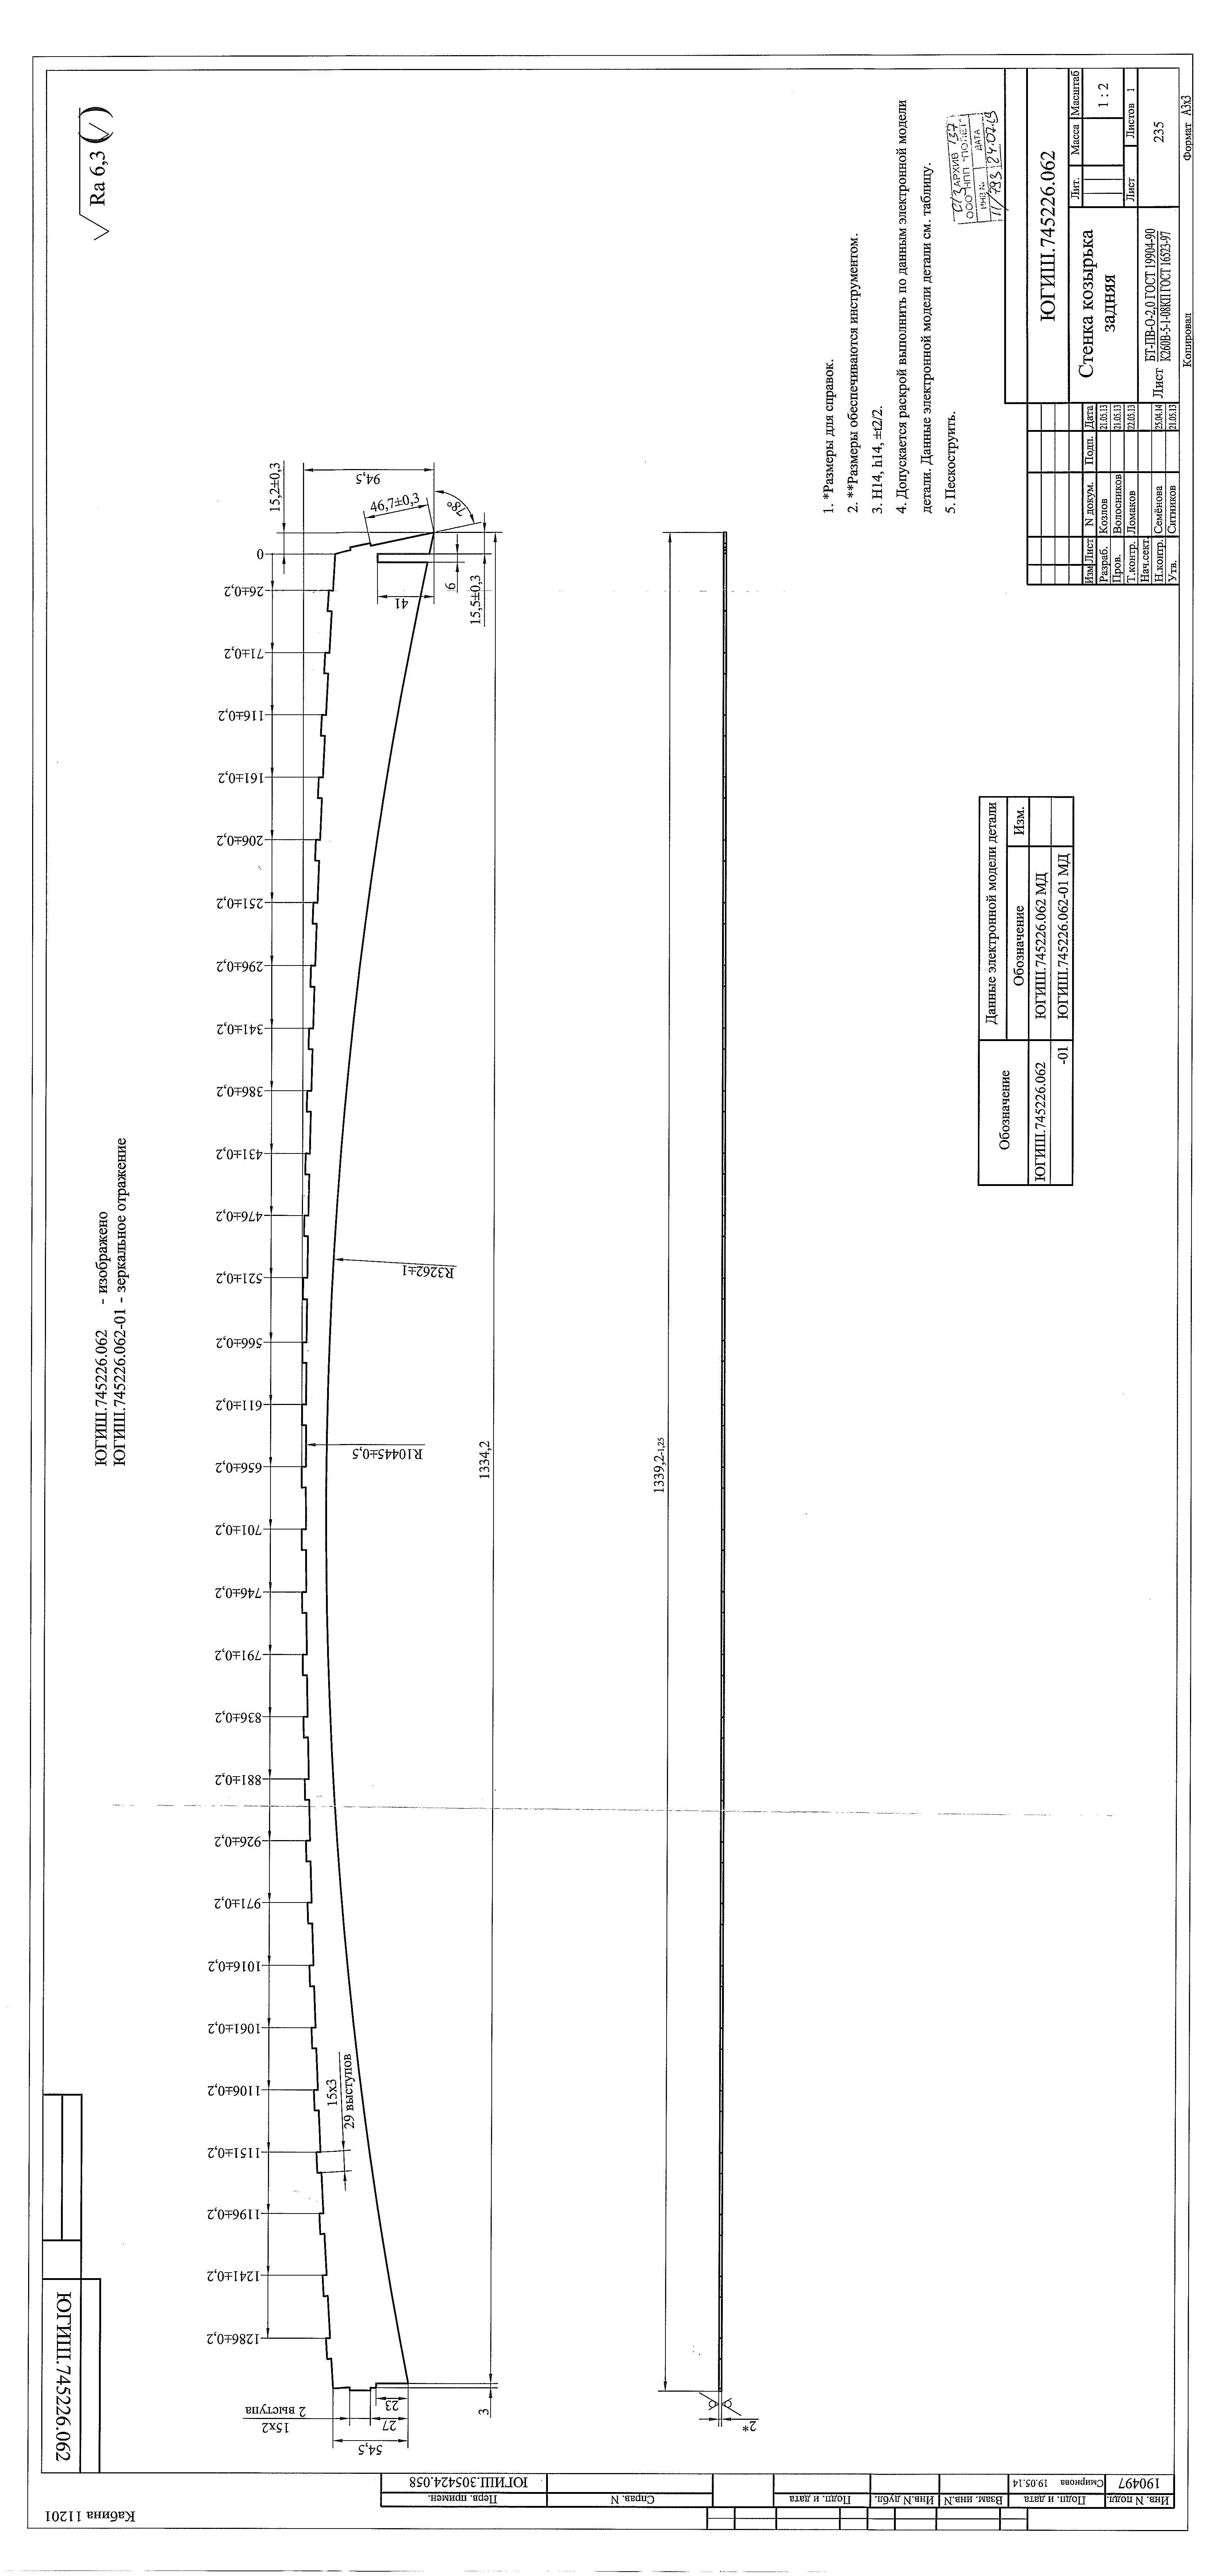 Кабина 11201
ЮГИШ.745226.062
Ra 6,3 (√)
ЮГИШ.745226.062 - изображено
ЮГИШ.745226.062-01 - зеркальное отражение
1286±0,2
1241±0,2
1196±0,2
1151±0,2
1106±0,2
1061±0,2
1016±0,2
971±0,2
926±0,2
881±0,2
836±0,2
791±0,2
746±0,2
701±0,2
656±0,2
611±0,2
566±0,2
521±0,2
476±0,2
431±0,2
386±0,2
341±0,2
296±0,2
251±0,2
206±0,2
161±0,2
116±0,2
71±0,2
26±0,2
0
15,2±0,3
94,5
46,7±0,3
78°
41
6
15,5±0,3
15x2
2 выступа
54,5
27
23
3
15x3
29 выступов
R10445±0,5
R3262±1
1334,2
1339,2-1,25
2*
1. *Размеры для справок.
2. **Размеры обеспечиваются инструментом.
3. H14, h14, ±t2/2.
4. Допускается раскрой выполнить по данным электронной модели
детали. Данные электронной модели детали см. таблицу.
5. Пескоструить.
Обозначение
Данные электронной модели детали
Обозначение
Изм.
ЮГИШ.745226.062
ЮГИШ.745226.062 МД
-01
ЮГИШ.745226.062-01 МД
АРХИВ 137
ООО НПП "ПОЛЕТ"
ИНВ № ДАТА
11/793 24.07.19
ЮГИШ.745226.062
Стенка козырька
задняя
Лит. Масса Масштаб
1 : 2
Лист Листов 1
Лист БТ-ПВ-О-2,0 ГОСТ 19904-90
К260В-5-1-08КП ГОСТ 16523-97
235
Изм Лист N докум. Подп. Дата
Разраб. Козлов 21.05.13
Пров. Волосников 21.05.13
Т.контр. Ломаков 22.05.13
Нач.сект.
Н.контр. Семёнова 25.04.14
Утв. Ситников 21.05.13
Копировал
Формат А3x3
Перв. примен.
ЮГИШ.305424.058
Справ. N
Подп. и дата
Инв.N дубл.
Взам. инв.N
Подп. и дата
Смирнова 19.05.14
Инв. N подл.
190497